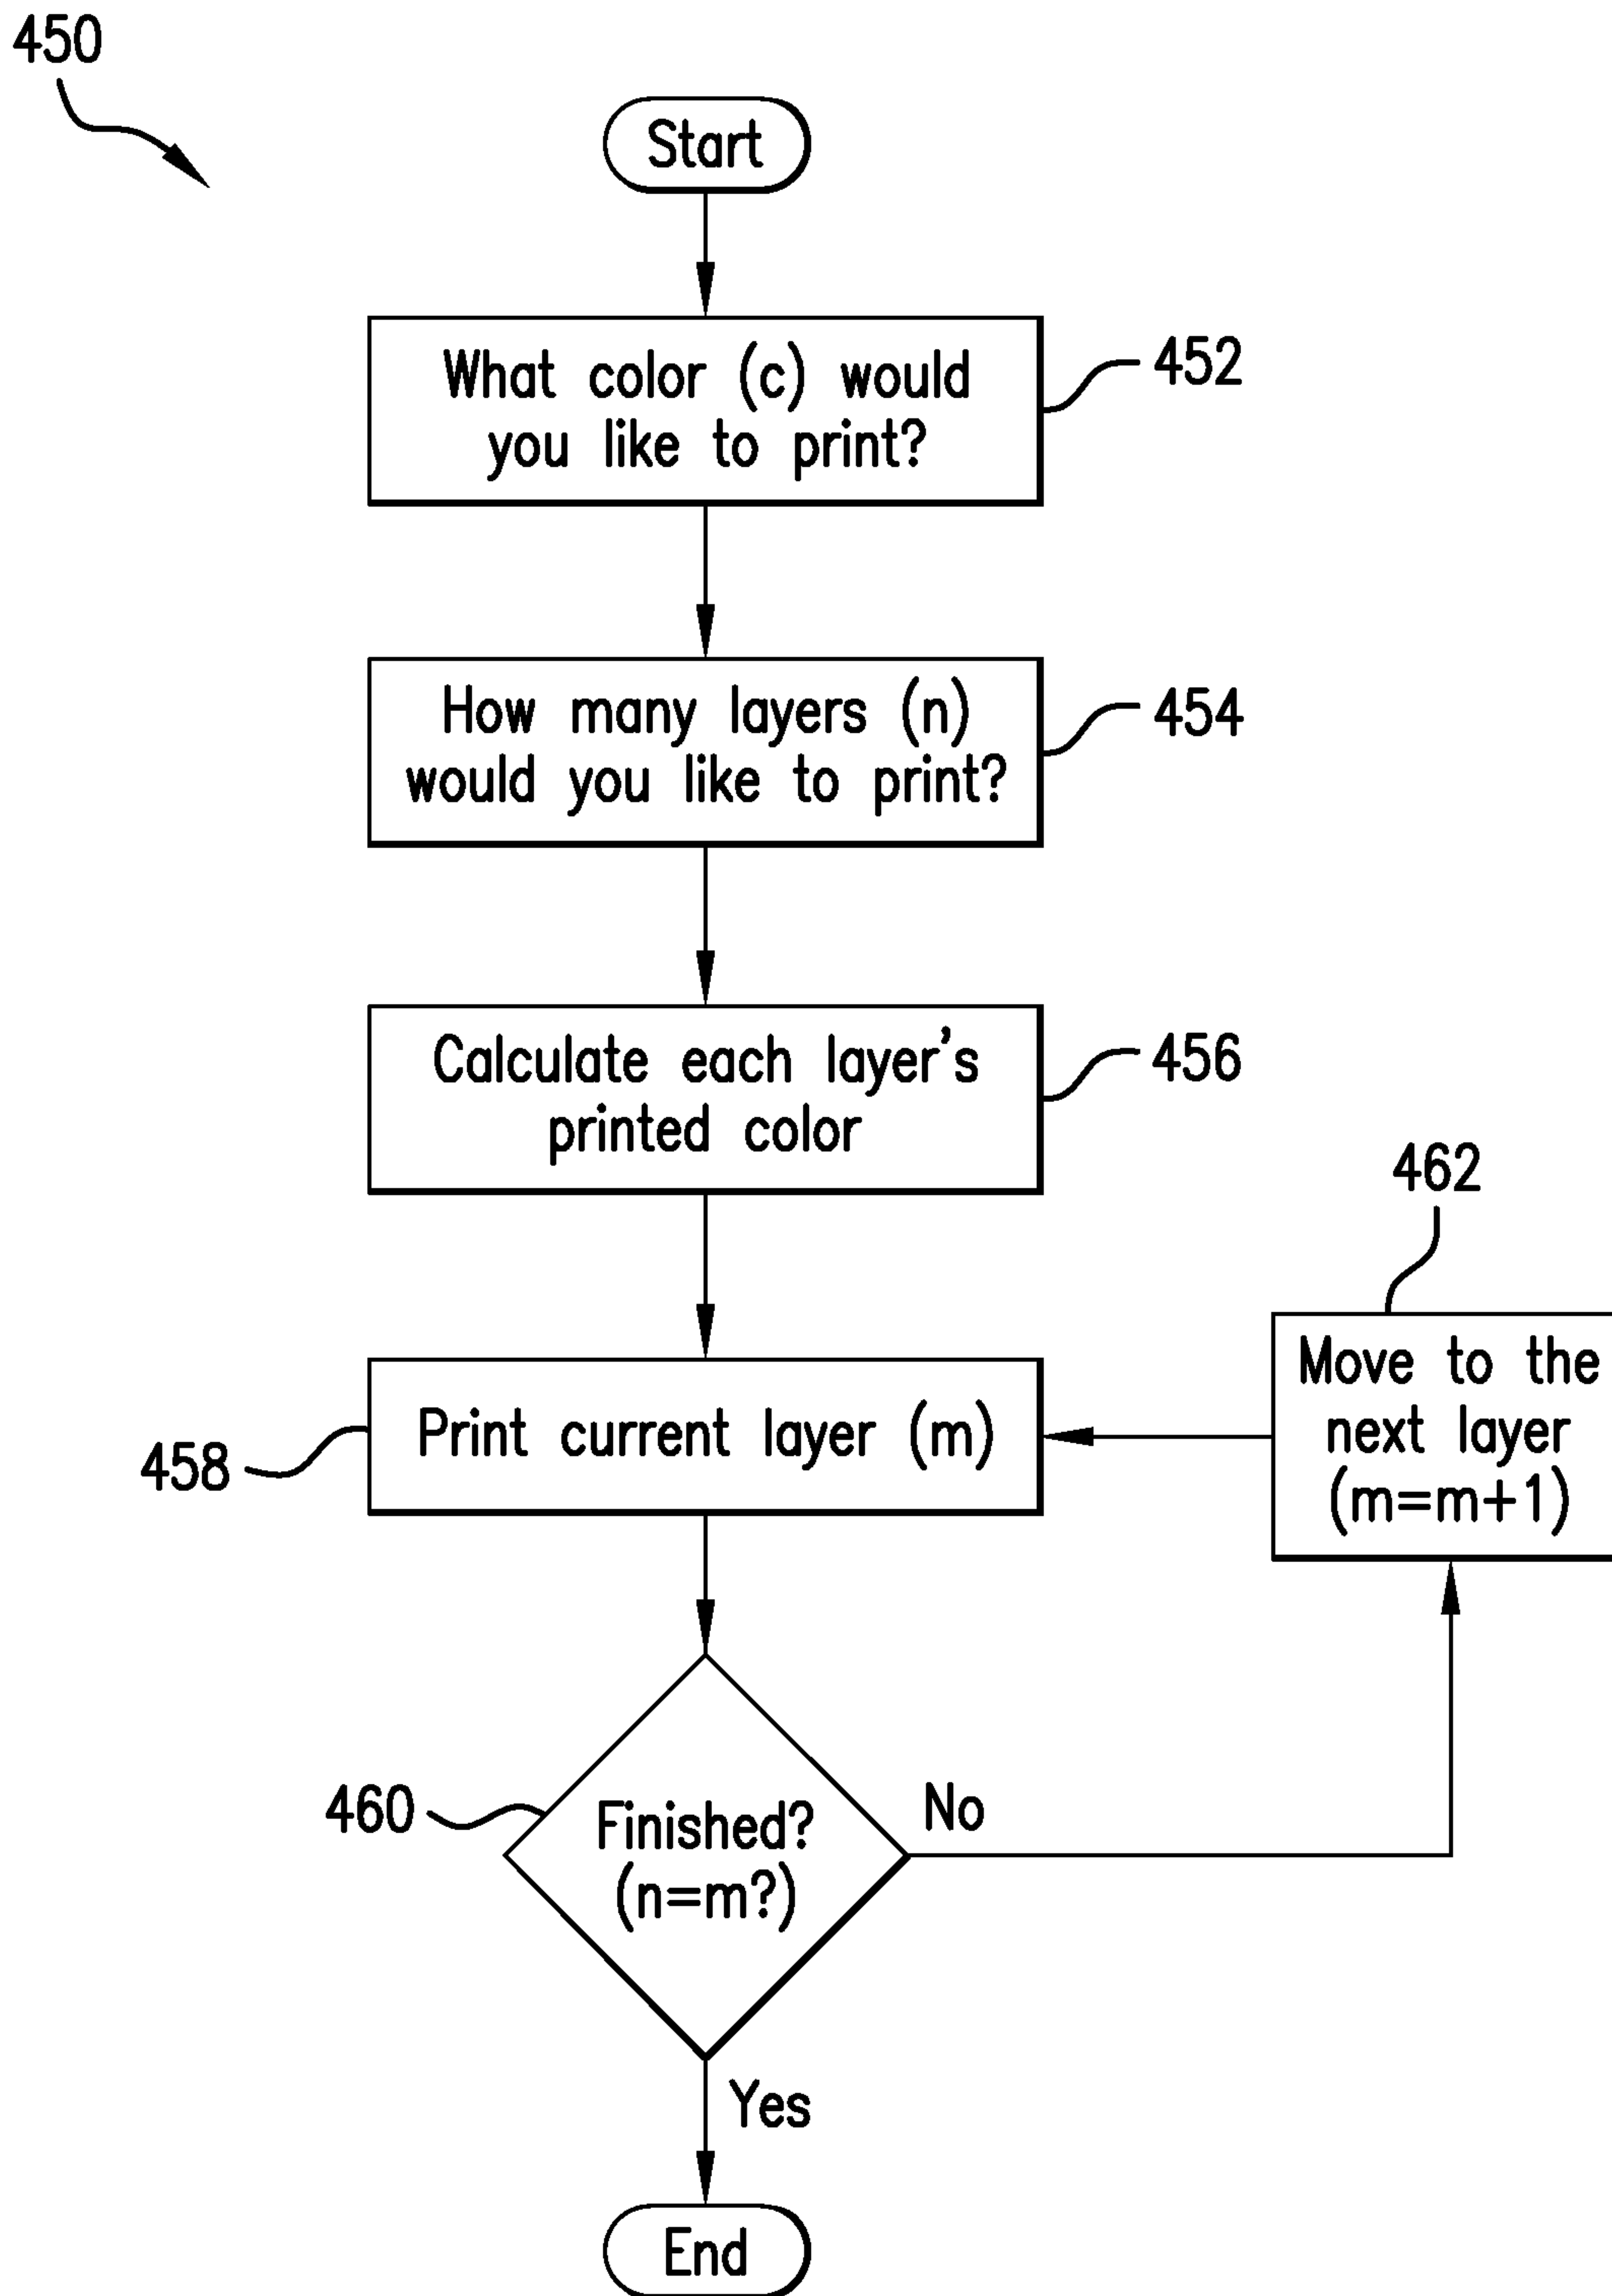 450
Start
What color (c) would
you like to print?
452
How many layers (n)
would you like to print?
454
Calculate each layer's
printed color
456
462
Move to the
next layer
(m=m+1)
Print current layer (m)
458
460
Finished?
(n=m?)
No
Yes
End